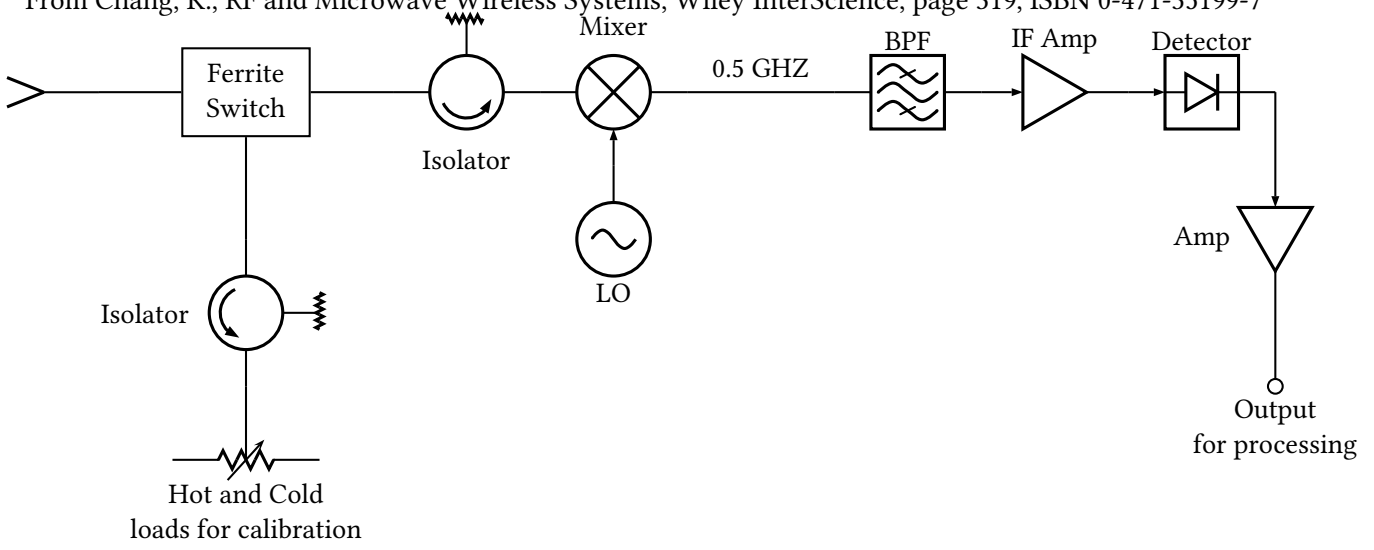 From Chang, K., RF and Microwave Wireless Systems, Wiley InterScience, page 319, ISBN 0-471-35199-7
Mixer
BPF
IF Amp
Detector
Ferrite
Switch
0.5 GHZ
Isolator
Amp
LO
Isolator
Output
for processing
Hot and Cold
loads for calibration